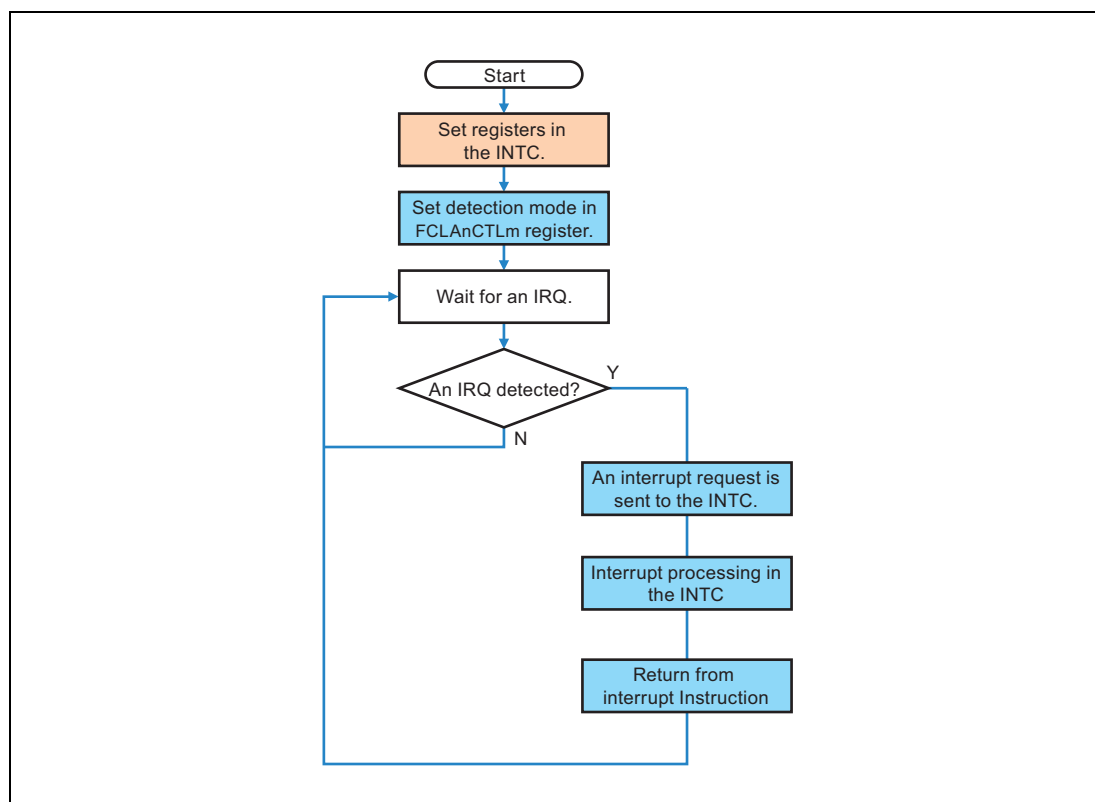 Start
Set registers in
the INTC.
Set detection mode in
FCLAnCTLm register.
Wait for an IRQ.
An IRQ detected?
Y
N
An interrupt request is
sent to the INTC.
Interrupt processing in
the INTC
Return from
interrupt Instruction